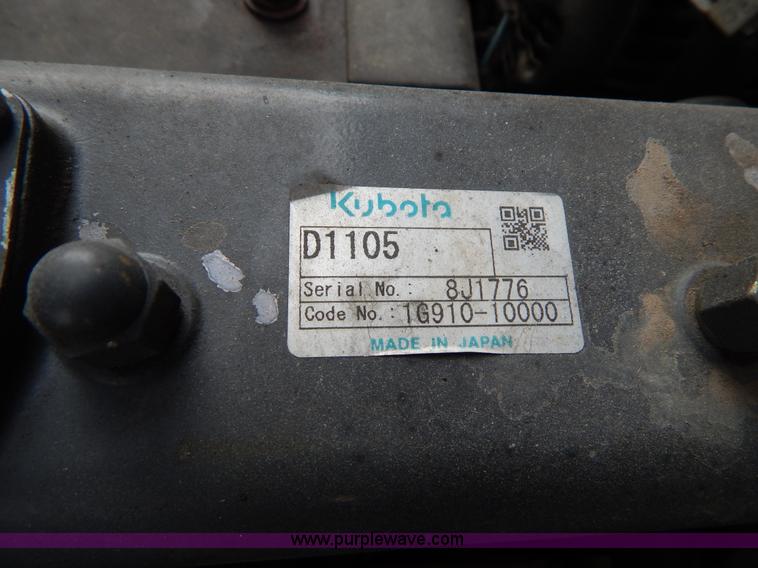 Kubota
D1105
Serial No.: 8J1776
Code No.: 1G910-10000
MADE IN JAPAN
www.purplewave.com